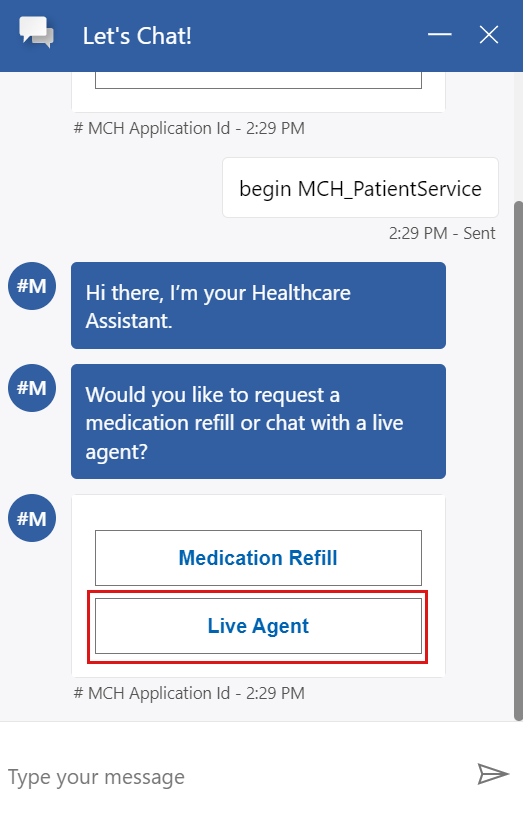 Let's Chat!
# MCH Application Id - 2:29 PM
begin MCH_PatientService
2:29 PM - Sent
#M
Hi there, I’m your Healthcare
Assistant.
#M
Would you like to request a
medication refill or chat with a live
agent?
#M
Medication Refill
Live Agent
# MCH Application Id - 2:29 PM
Type your message